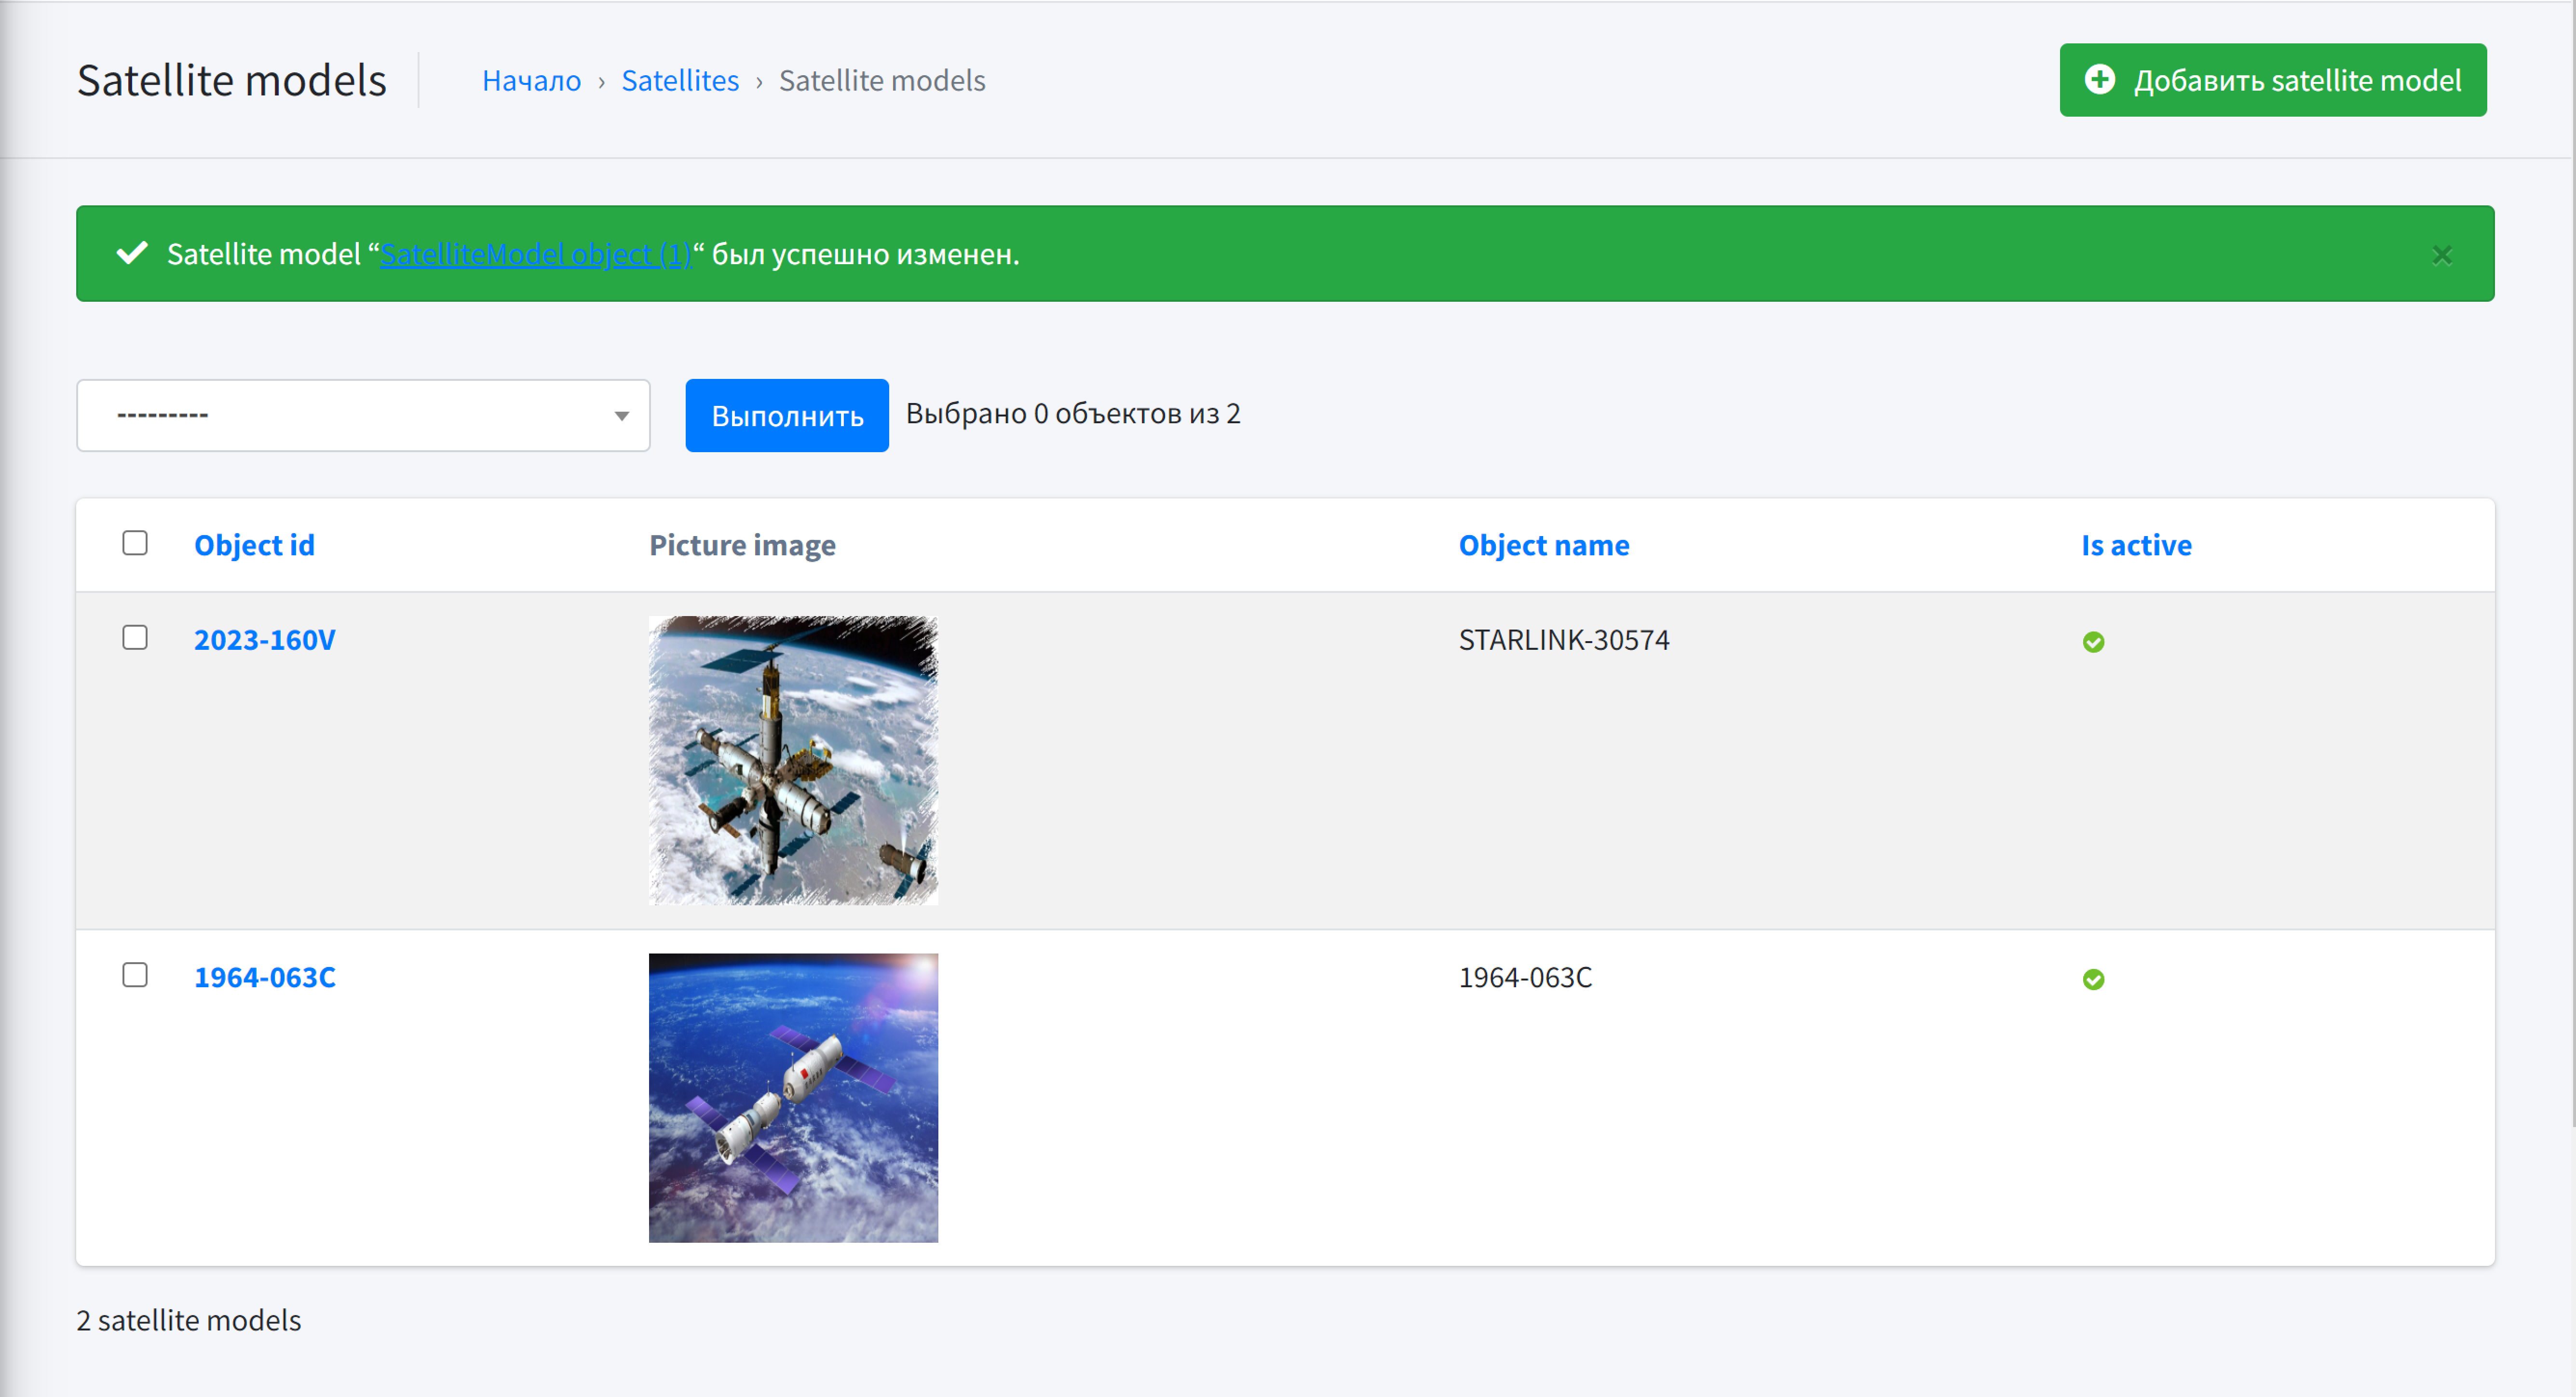 Satellite models
Начало › Satellites › Satellite models
Добавить satellite model
Satellite model “SatelliteModel object (1)“ был успешно изменен.
×
---------
Выполнить
Выбрано 0 объектов из 2
Object id Picture image Object name Is active
2023-160V STARLINK-30574
1964-063C 1964-063C
2 satellite models